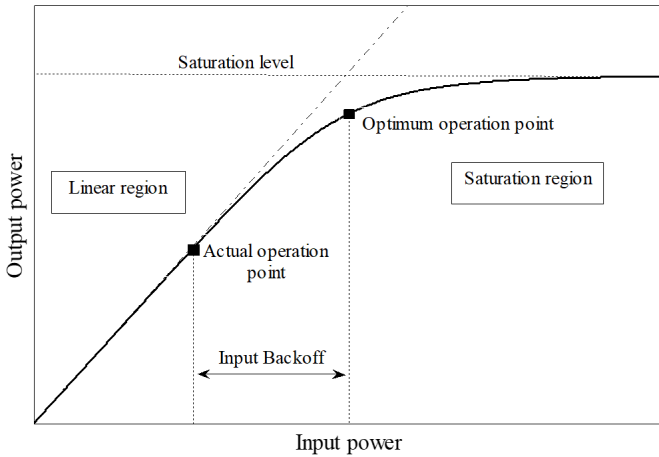 Saturation level
Optimum operation point
Linear region
Saturation region
Actual operation
point
Input Backoff
Output power
Input power